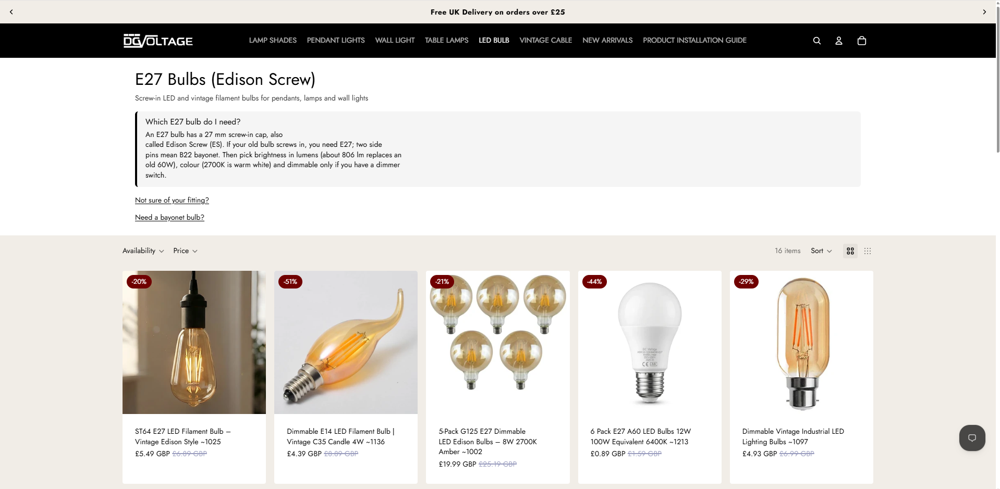 Free UK Delivery on orders over £25
DCVOLTAGE
LAMP SHADES PENDANT LIGHTS WALL LIGHT TABLE LAMPS LED BULB VINTAGE CABLE NEW ARRIVALS PRODUCT INSTALLATION GUIDE
E27 Bulbs (Edison Screw)
Screw-in LED and vintage filament bulbs for pendants, lamps and wall lights
Which E27 bulb do I need?
An E27 bulb has a 27 mm screw-in cap, also
called Edison Screw (ES). If your old bulb screws in, you need E27; two side
pins mean B22 bayonet. Then pick brightness in lumens (about 806 lm replaces an
old 60W), colour (2700K is warm white) and dimmable only if you have a dimmer
switch.
Not sure of your fitting?
Need a bayonet bulb?
Availability Price
16 items Sort
-20%
-51%
-21%
-44%
-29%
DC Voltage
CE EMC
ST64 E27 LED Filament Bulb –
Vintage Edison Style ~1025
£5.49 GBP £6.89 GBP
Dimmable E14 LED Filament Bulb |
Vintage C35 Candle 4W ~1136
£4.39 GBP £8.89 GBP
5-Pack G125 E27 Dimmable
LED Edison Bulbs – 8W 2700K
Amber ~1002
£19.99 GBP £25.19 GBP
6 Pack E27 A60 LED Bulbs 12W
100W Equivalent 6400K ~1213
£0.89 GBP £1.59 GBP
Dimmable Vintage Industrial LED
Lighting Bulbs ~1097
£4.93 GBP £6.99 GBP